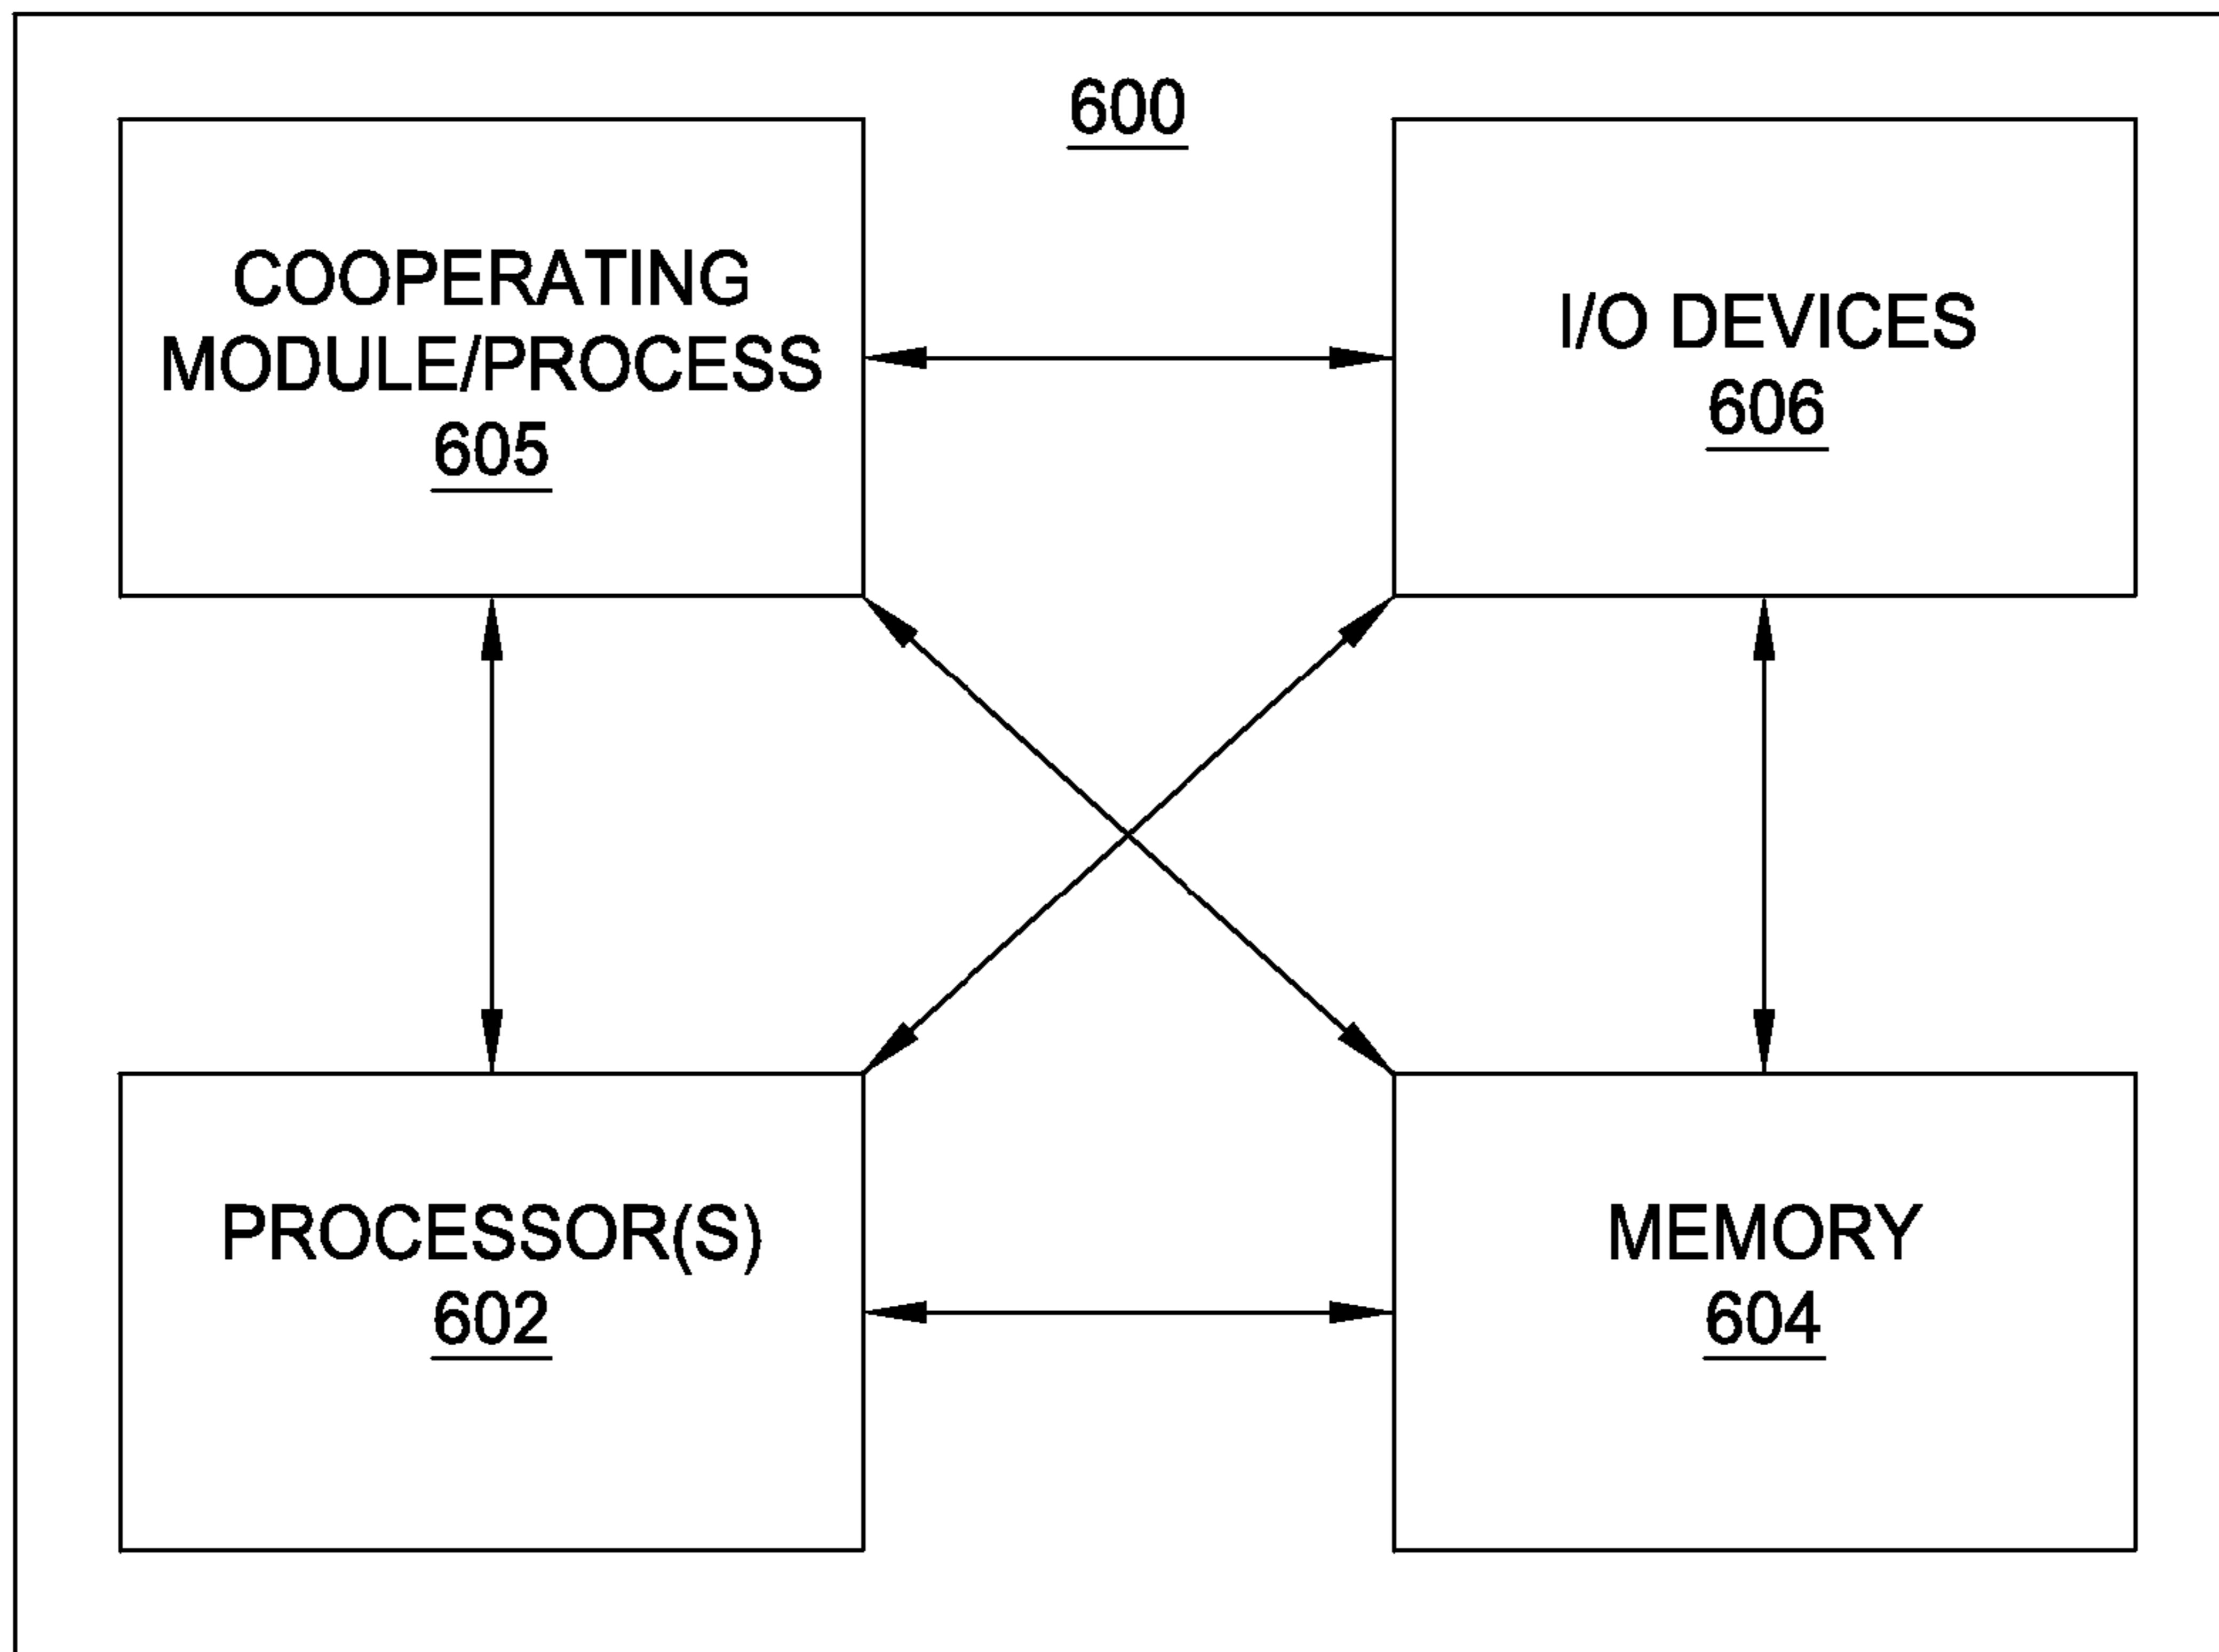 600
COOPERATING
MODULE/PROCESS
605
I/O DEVICES
606
PROCESSOR(S)
602
MEMORY
604